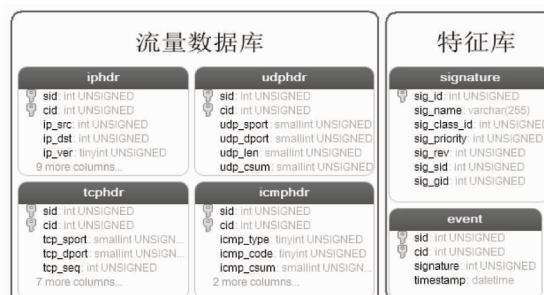 流量数据库
iphdr
sid: int UNSIGNED
cid: int UNSIGNED
ip_src: int UNSIGNED
ip_dst: int UNSIGNED
ip_ver: tinyint UNSIGNED
9 more columns...
udphdr
sid: int UNSIGNED
cid: int UNSIGNED
udp_sport: smallint UNSIGNED
udp_dport: smallint UNSIGNED
udp_len: smallint UNSIGNED
udp_csum: smallint UNSIGNED
tcphdr
sid: int UNSIGNED
cid: int UNSIGNED
tcp_sport: smallint UNSIGN...
tcp_dport: smallint UNSIGN...
tcp_seq: int UNSIGNED
7 more columns...
icmphdr
sid: int UNSIGNED
cid: int UNSIGNED
icmp_type: tinyint UNSIGNED
icmp_code: tinyint UNSIGNED
icmp_csum: smallint UNSIGN...
2 more columns...
特征库
signature
sig_id: int UNSIGNED
sig_name: varchar(255)
sig_class_id: int UNSIGNED
sig_priority: int UNSIGNED
sig_rev: int UNSIGNED
sig_sid: int UNSIGNED
sig_gid: int UNSIGNED
event
sid: int UNSIGNED
cid: int UNSIGNED
signature: int UNSIGNED
timestamp: datetime